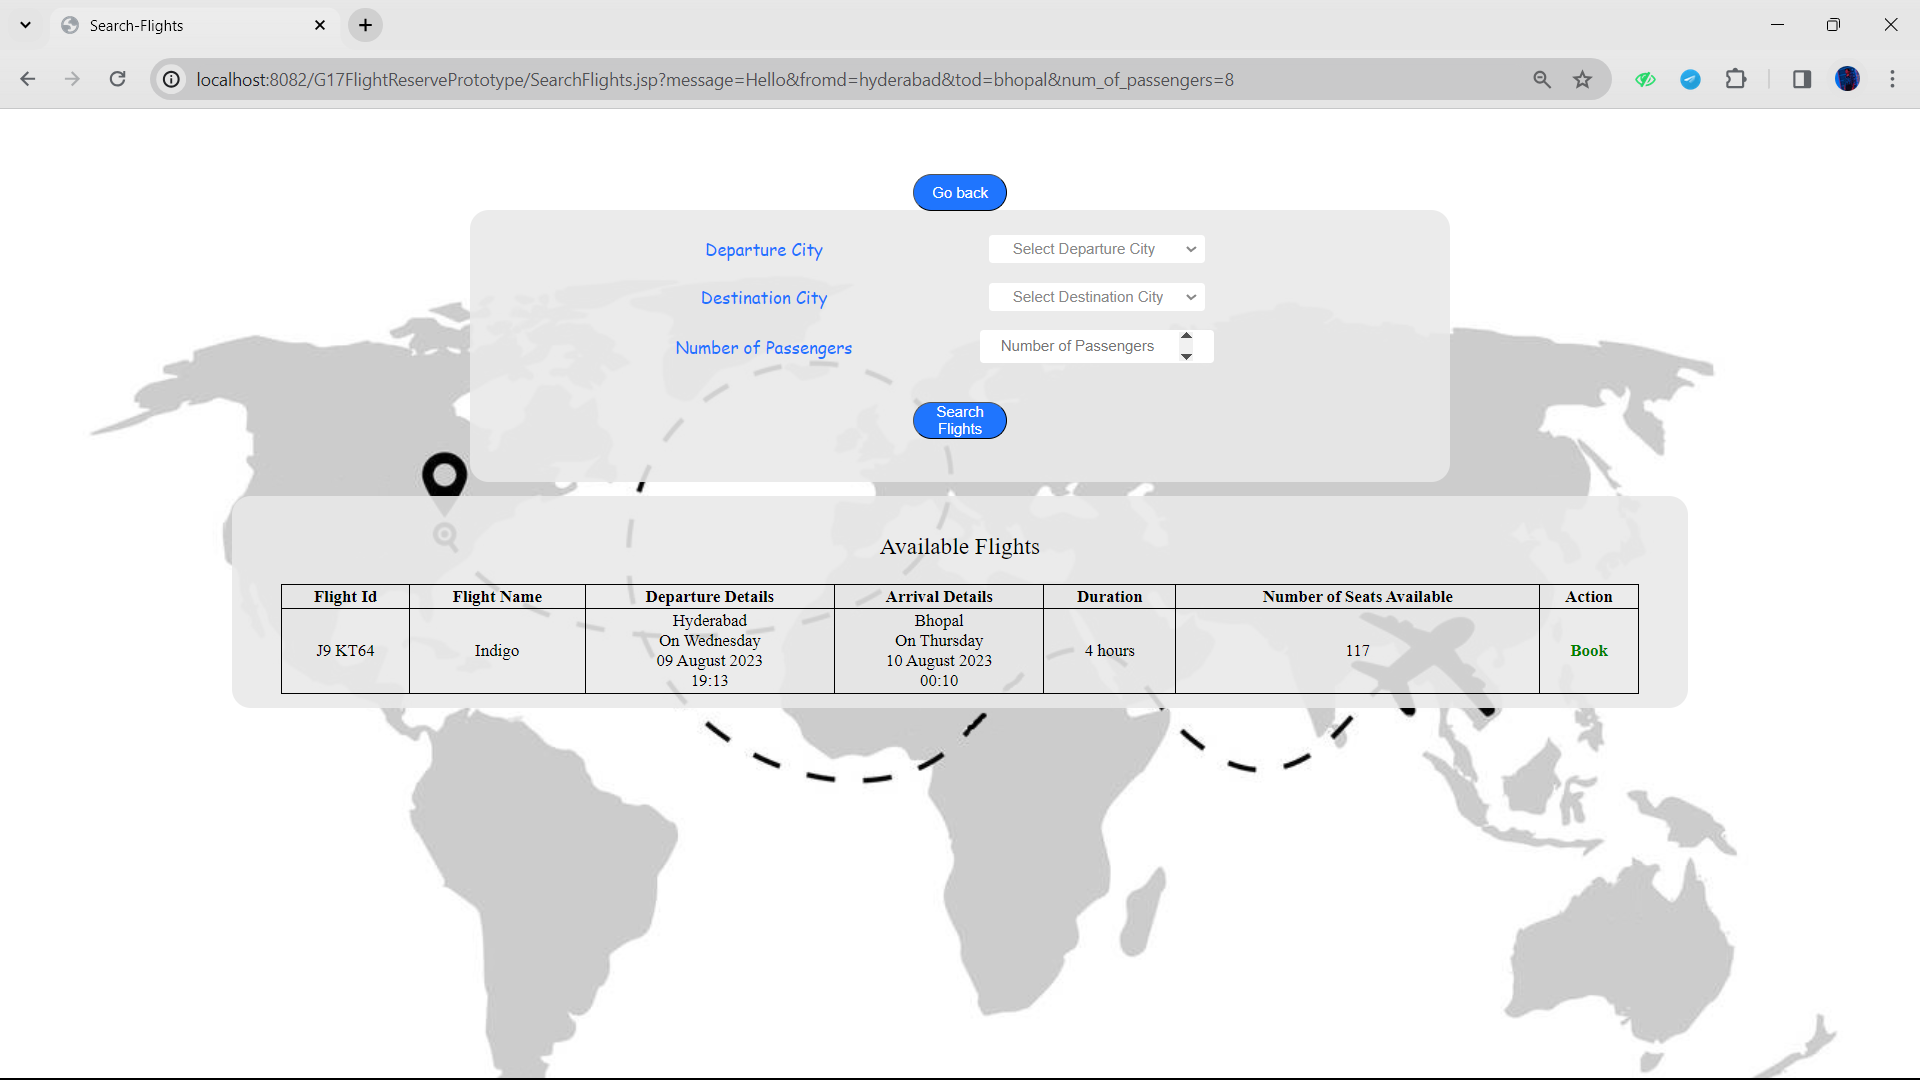 Search-Flights
localhost:8082/G17FlightReservePrototype/SearchFlights.jsp?message=Hello&fromd=hyderabad&tod=bhopal&num_of_passengers=8
Go back
Departure City Select Departure City
Destination City Select Destination City
Number of Passengers Number of Passengers
Search
Flights
Available Flights
Flight Id Flight Name Departure Details Arrival Details Duration Number of Seats Available Action
J9 KT64 Indigo Hyderabad
On Wednesday
09 August 2023
19:13
Bhopal
On Thursday
10 August 2023
00:10
4 hours 117 Book